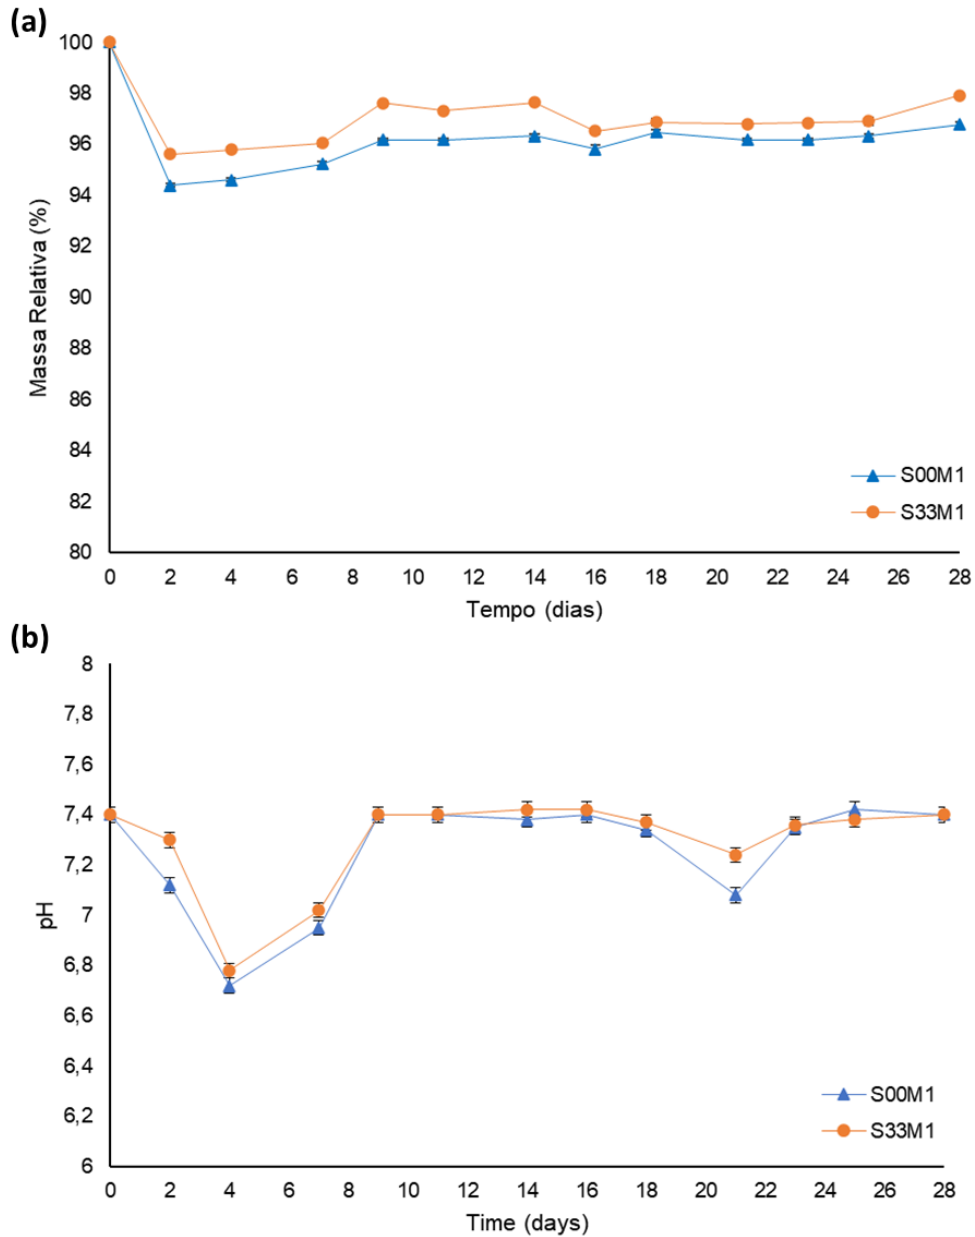 (a)
Massa Relativa (%)
100
98
96
94
92
90
88
86
84
82
80
S00M1
S33M1
0 2 4 6 8 10 12 14 16 18 20 22 24 26 28
Tempo (dias)
(b)
pH
8
7,8
7,6
7,4
7,2
7
6,8
6,6
6,4
6,2
6
S00M1
S33M1
0 2 4 6 8 10 12 14 16 18 20 22 24 26 28
Time (days)